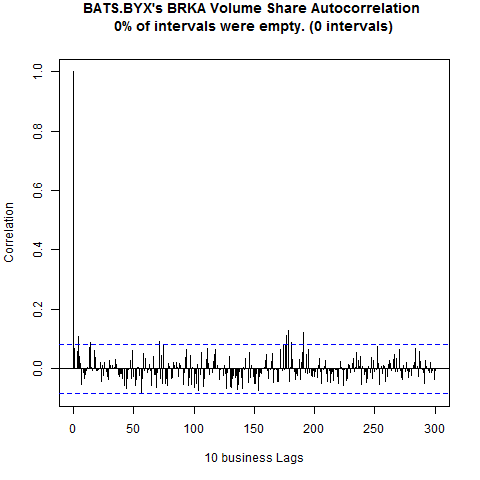 BATS.BYX's BRKA Volume Share Autocorrelation
0% of intervals were empty. (0 intervals)
Correlation
1.0
0.8
0.6
0.4
0.2
0.0
0 50 100 150 200 250 300
10 business Lags